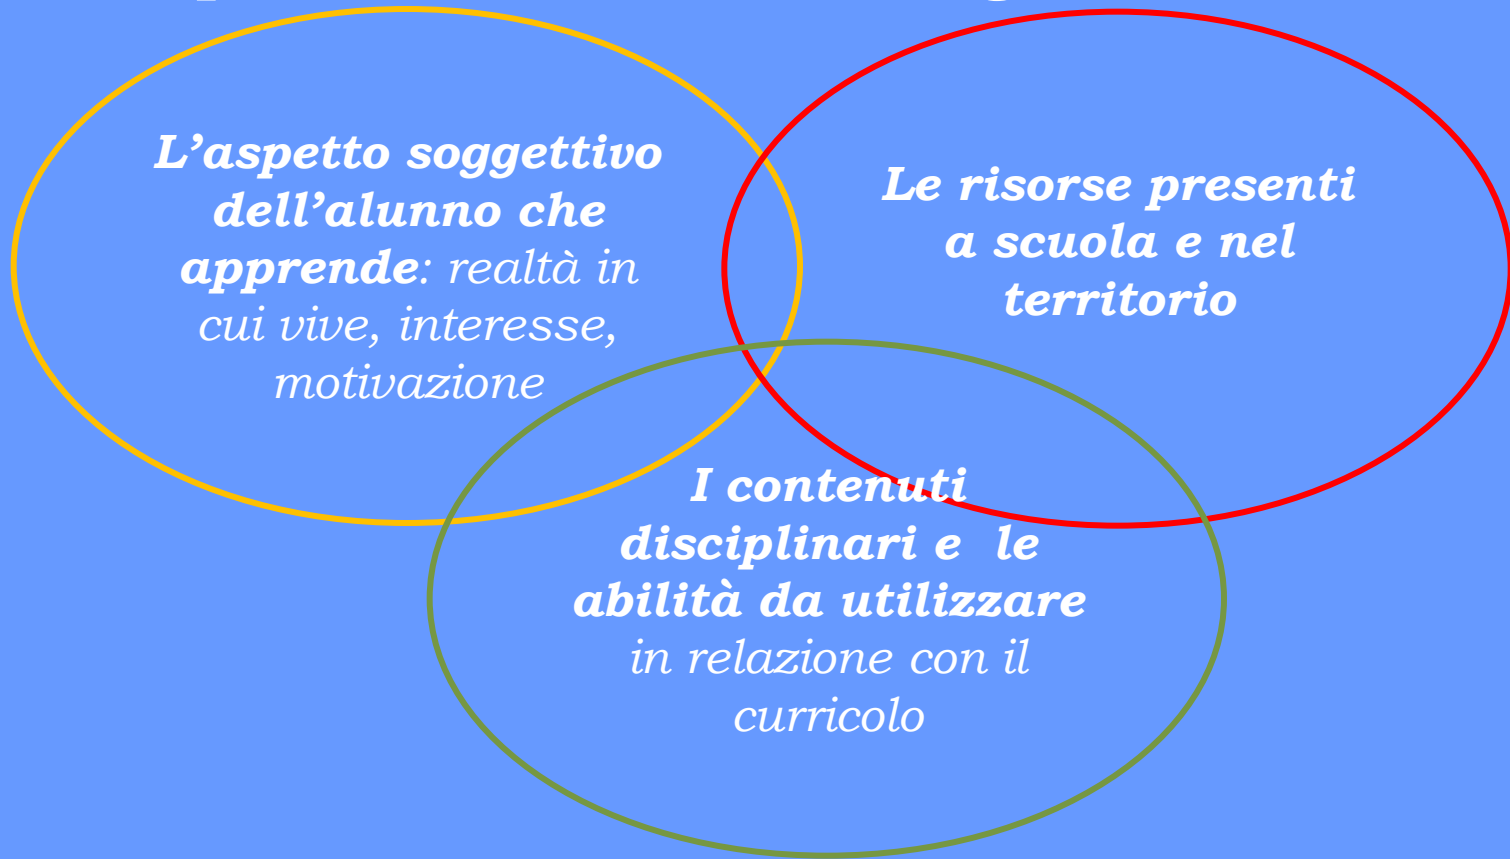 L’aspetto soggettivo
dell’alunno che
apprende: realtà in
cui vive, interesse,
motivazione
Le risorse presenti
a scuola e nel
territorio
I contenuti
disciplinari e  le
abilità da utilizzare
in relazione con il
curricolo